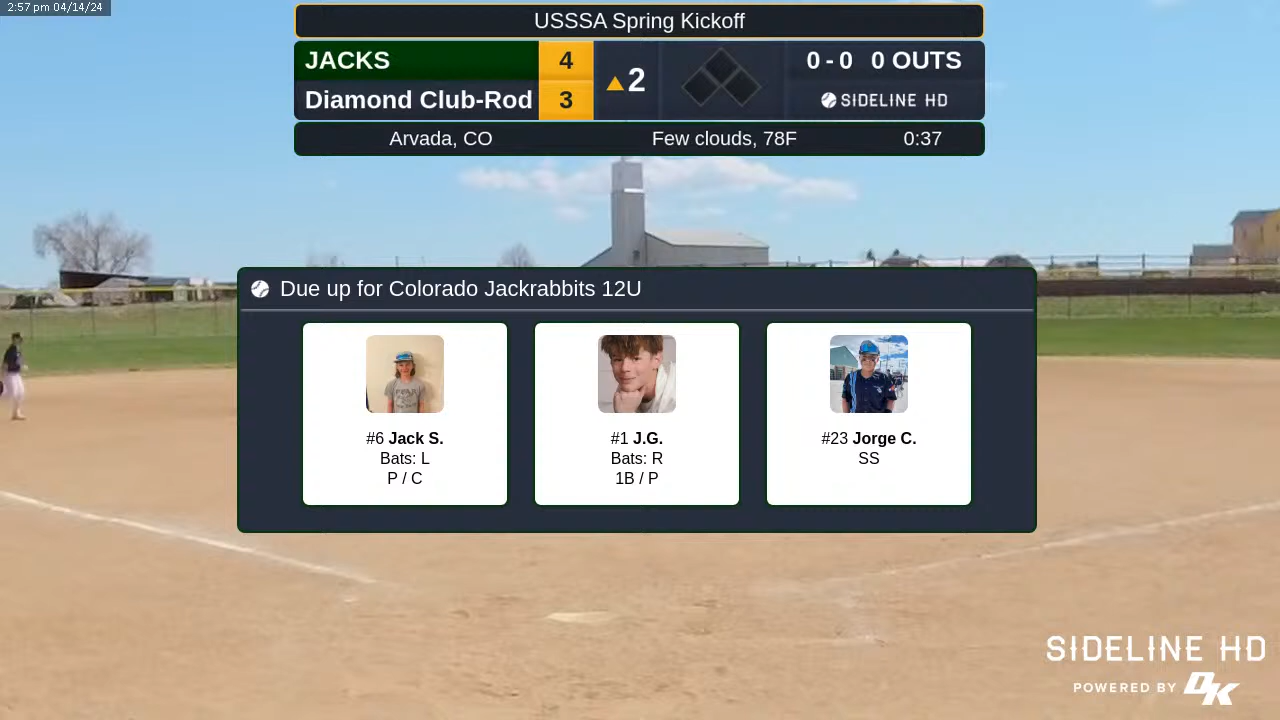 2:57 pm 04/14/24
USSSA Spring Kickoff
JACKS 4
2
0 - 0 0 OUTS
Diamond Club-Rod 3
SIDELINE HD
Arvada, CO Few clouds, 78F 0:37
Due up for Colorado Jackrabbits 12U
#6 Jack S.
Bats: L
P / C
#1 J.G.
Bats: R
1B / P
#23 Jorge C.
SS
SIDELINE HD
POWERED BY DK